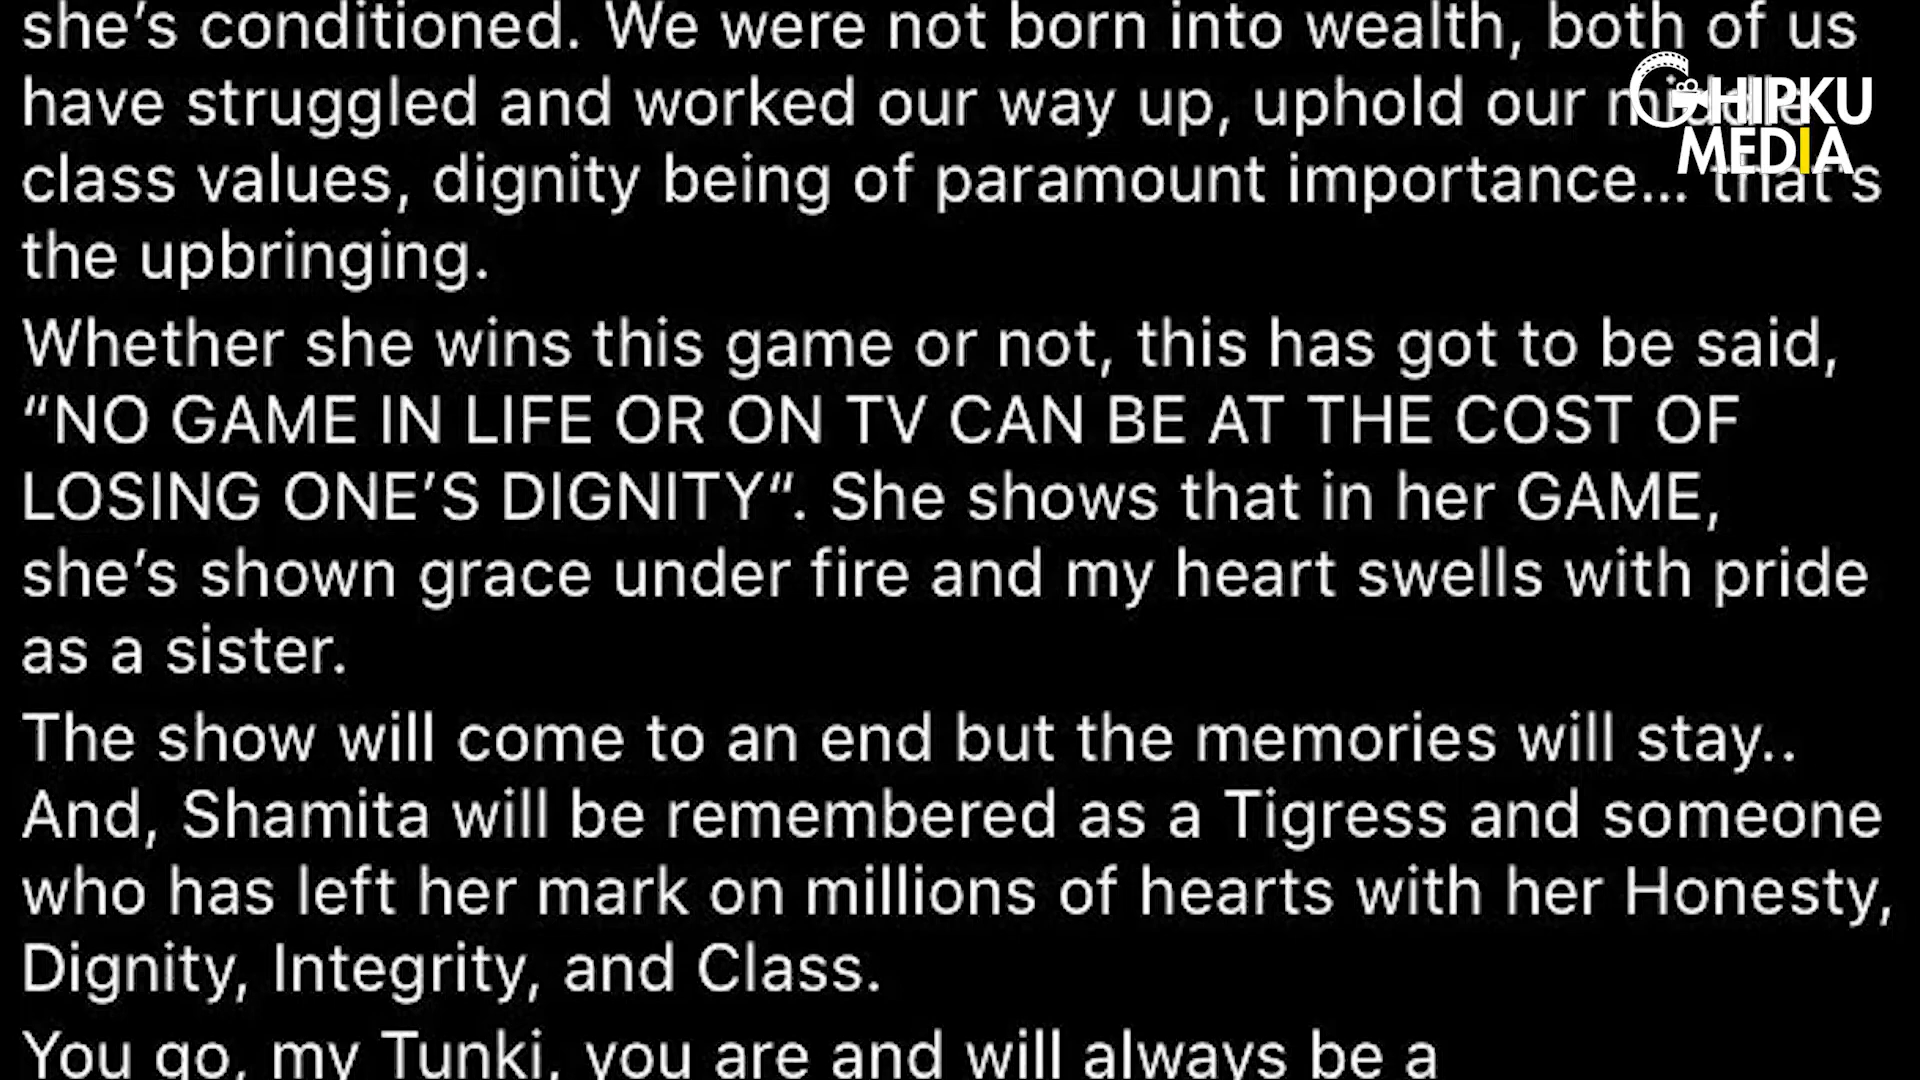 she's conditioned. We were not born into wealth, both of us
have struggled and worked our way up, uphold our middle
class values, dignity being of paramount importance... that's
the upbringing.
Whether she wins this game or not, this has got to be said,
“NO GAME IN LIFE OR ON TV CAN BE AT THE COST OF
LOSING ONE'S DIGNITY“. She shows that in her GAME,
she's shown grace under fire and my heart swells with pride
as a sister.
The show will come to an end but the memories will stay..
And, Shamita will be remembered as a Tigress and someone
who has left her mark on millions of hearts with her Honesty,
Dignity, Integrity, and Class.
You go, my Tunki, you are and will always be a
CHIPKU
MEDIA